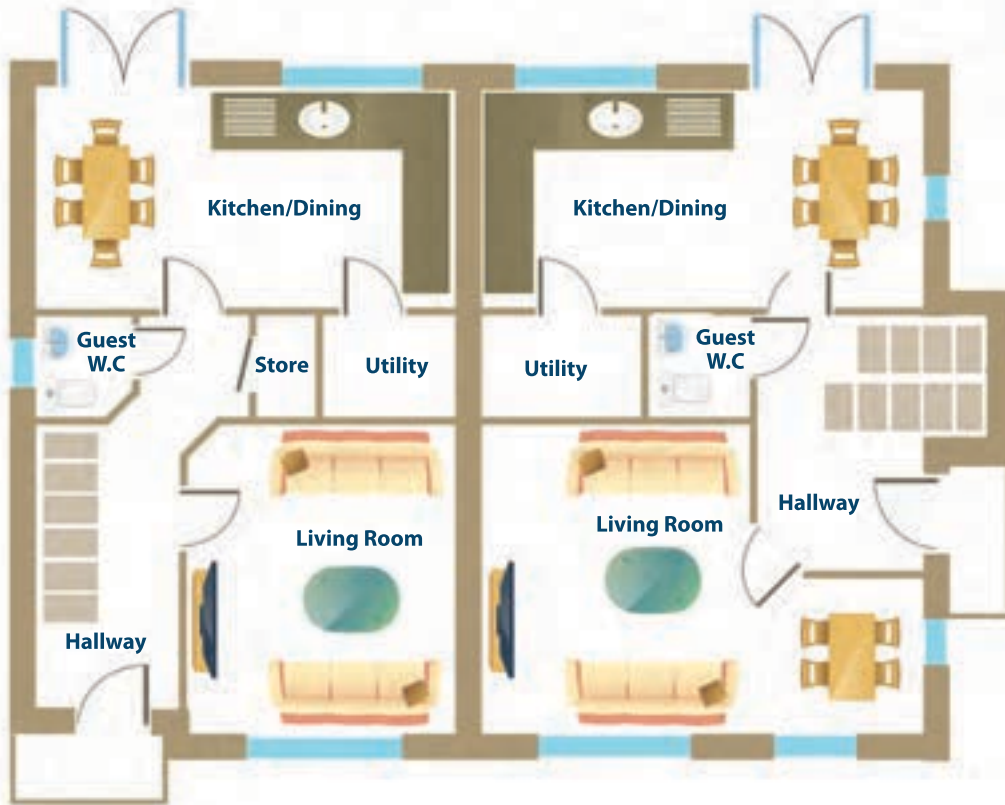 Kitchen/Dining
Kitchen/Dining
Guest
W.C
Store
Utility
Utility
Guest
W.C
Living Room
Living Room
Hallway
Hallway